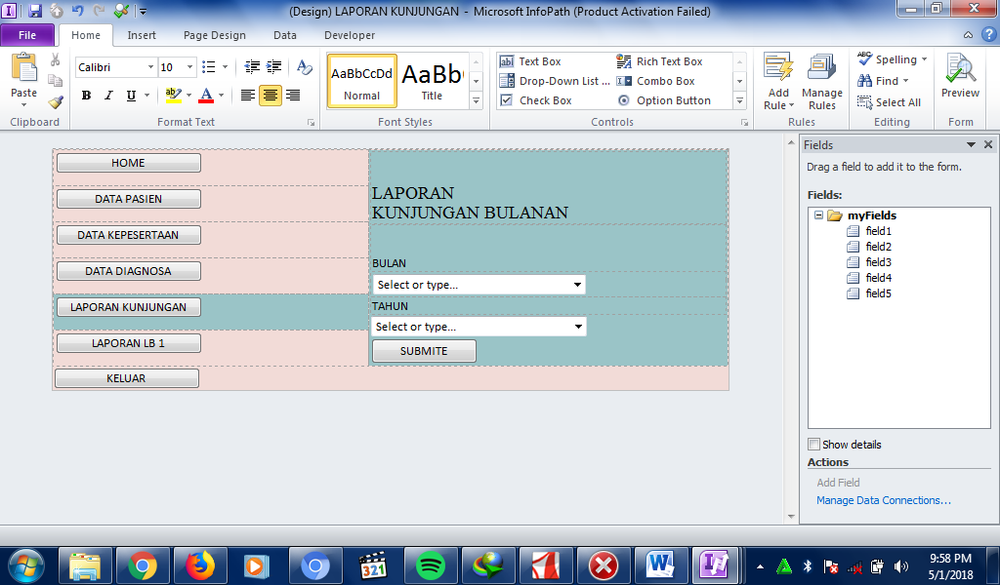 (Design) LAPORAN KUNJUNGAN - Microsoft InfoPath (Product Activation Failed)
File Home Insert Page Design Data Developer
Paste
Clipboard
Calibri 10
B I U
Format Text
AaBbCcDd
Normal
AaBb
Title
Font Styles
Text Box
Drop-Down List ...
Check Box
Rich Text Box
Combo Box
Option Button
Controls
Add Rule
Manage Rules
Rules
Spelling
Find
Select All
Editing
Preview
Form
HOME
DATA PASIEN
DATA KEPESERTAAN
DATA DIAGNOSA
LAPORAN KUNJUNGAN
LAPORAN LB 1
KELUAR
LAPORAN
KUNJUNGAN BULANAN
BULAN
Select or type...
TAHUN
Select or type...
SUBMITE
Fields
Drag a field to add it to the form.
Fields:
myFields
field1
field2
field3
field4
field5
Show details
Actions
Add Field
Manage Data Connections...
321
9:58 PM
5/1/2018